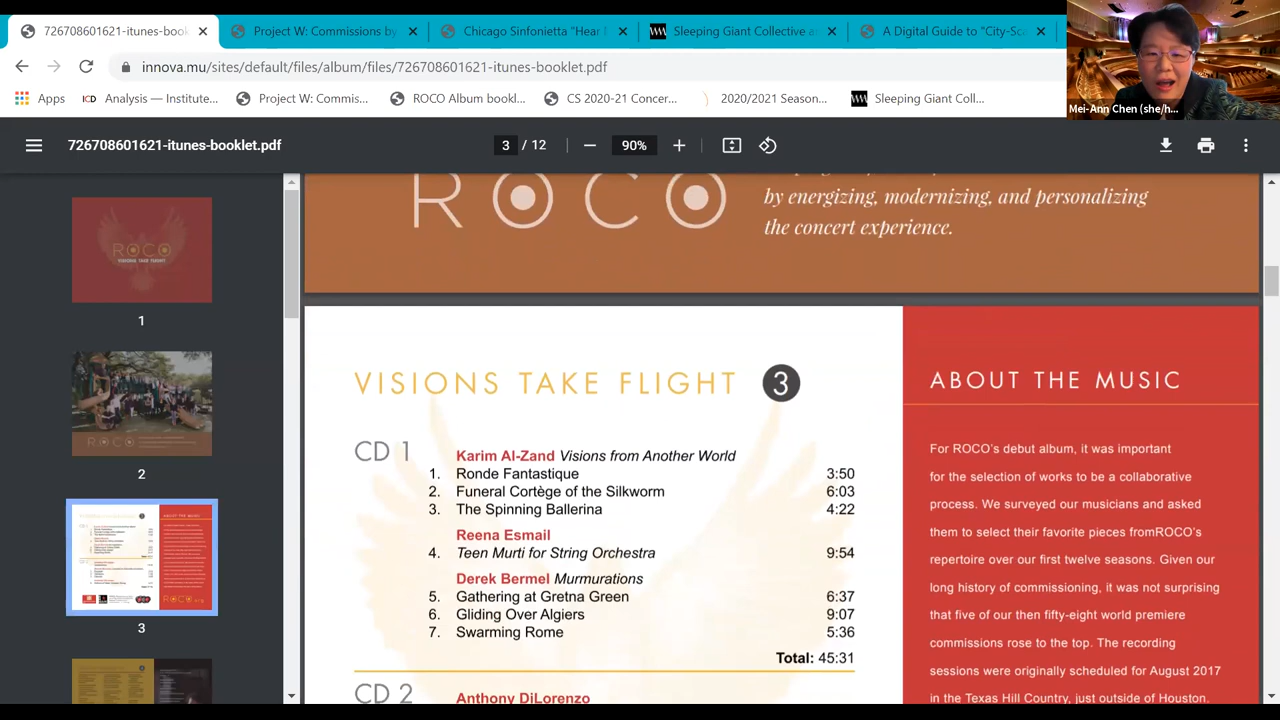 726708601621-itunes-book
Project W: Commissions by
Chicago Sinfonietta "Hear
Sleeping Giant Collective as
A Digital Guide to "City-Sca
innova.mu/sites/default/files/album/files/726708601621-itunes-booklet.pdf
Apps
ICD Analysis — Institute...
Project W: Commis...
ROCO Album bookl...
CS 2020-21 Concer...
2020/2021 Season...
Sleeping Giant Coll...
Mei-Ann Chen (she/h...
726708601621-itunes-booklet.pdf
3 / 12
90%
ROCO
VISIONS TAKE FLIGHT
1
ROCO
2
3
ROCO
by energizing, modernizing, and personalizing
the concert experience.
VISIONS TAKE FLIGHT 3
CD 1
Karim Al-Zand Visions from Another World
1. Ronde Fantastique 3:50
2. Funeral Cortège of the Silkworm 6:03
3. The Spinning Ballerina 4:22
Reena Esmail
4. Teen Murti for String Orchestra 9:54
Derek Bermel Murmurations
5. Gathering at Gretna Green 6:37
6. Gliding Over Algiers 9:07
7. Swarming Rome 5:36
Total: 45:31
CD 2
Anthony DiLorenzo
ABOUT THE MUSIC
For ROCO's debut album, it was important
for the selection of works to be a collaborative
process. We surveyed our musicians and asked
them to select their favorite pieces fromROCO's
repertoire over our first twelve seasons. Given our
long history of commissioning, it was not surprising
that five of our then fifty-eight world premiere
commissions rose to the top. The recording
sessions were originally scheduled for August 2017
in the Texas Hill Country, just outside of Houston.